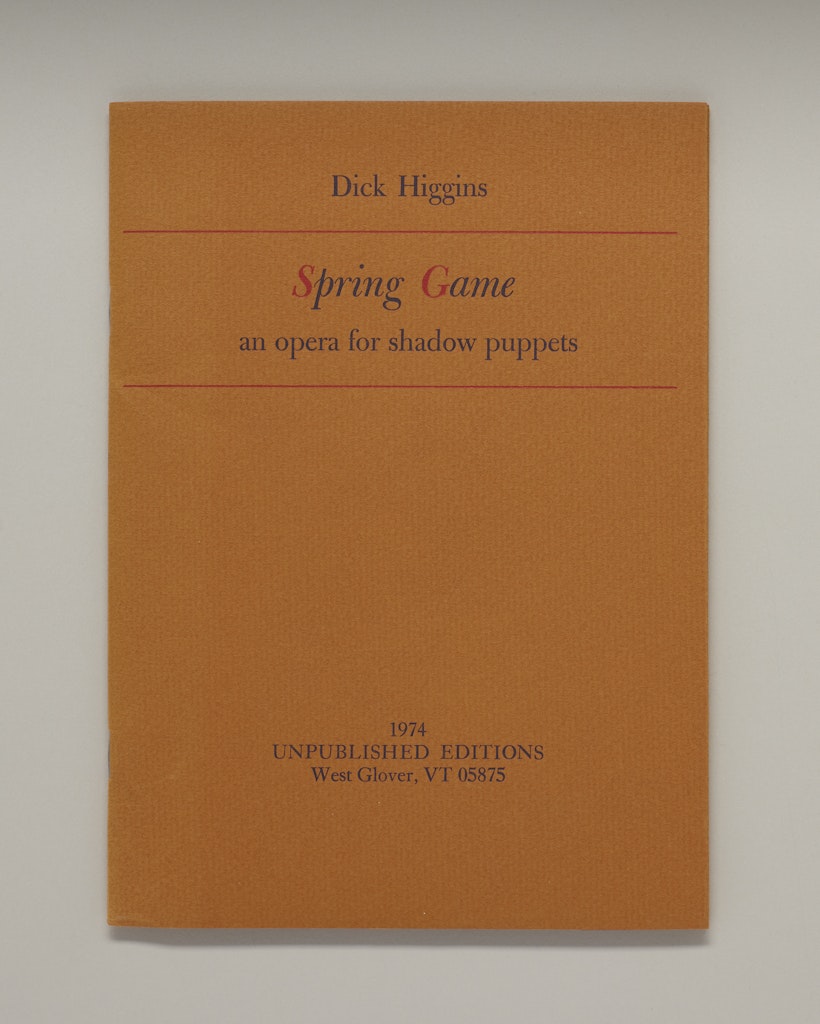 Dick Higgins
Spring Game
an opera for shadow puppets
1974
UNPUBLISHED EDITIONS
West Glover, VT 05875